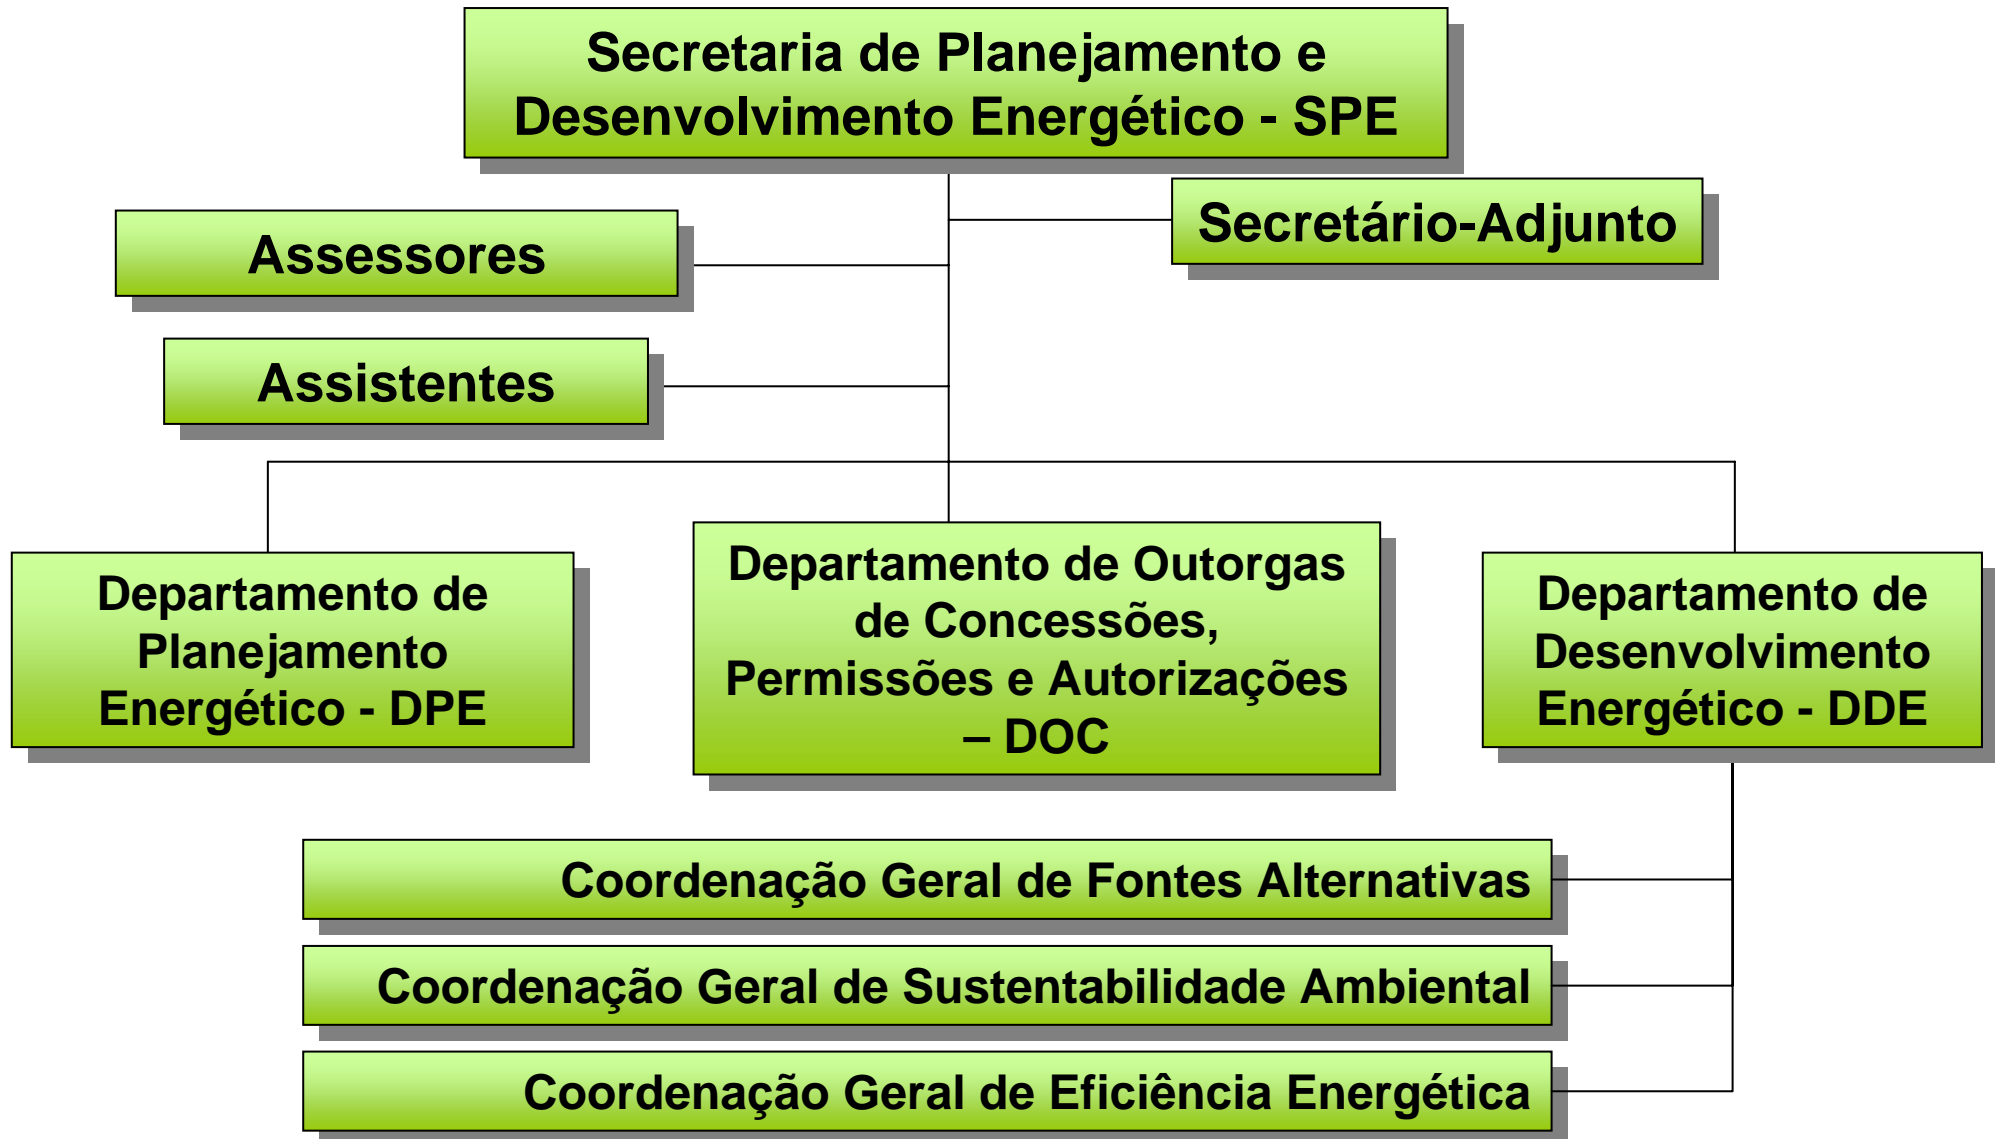 Secretaria de Planejamento e
Desenvolvimento Energético - SPE
Secretário-Adjunto
Assessores
Assistentes
Departamento de
Planejamento
Energético - DPE
Departamento de Outorgas
de Concessões,
Permissões e Autorizações
– DOC
Departamento de
Desenvolvimento
Energético - DDE
Coordenação Geral de Fontes Alternativas
Coordenação Geral de Sustentabilidade Ambiental
Coordenação Geral de Eficiência Energética